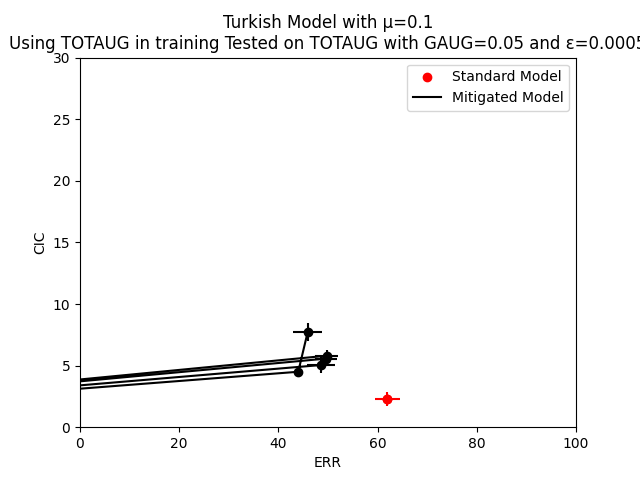 Turkish Model with μ=0.1
Using TOTAUG in training Tested on TOTAUG with GAUG=0.05 and ε=0.0005
Standard Model
Mitigated Model
30
25
20
15
10
5
0
CIC
0 20 40 60 80 100
ERR